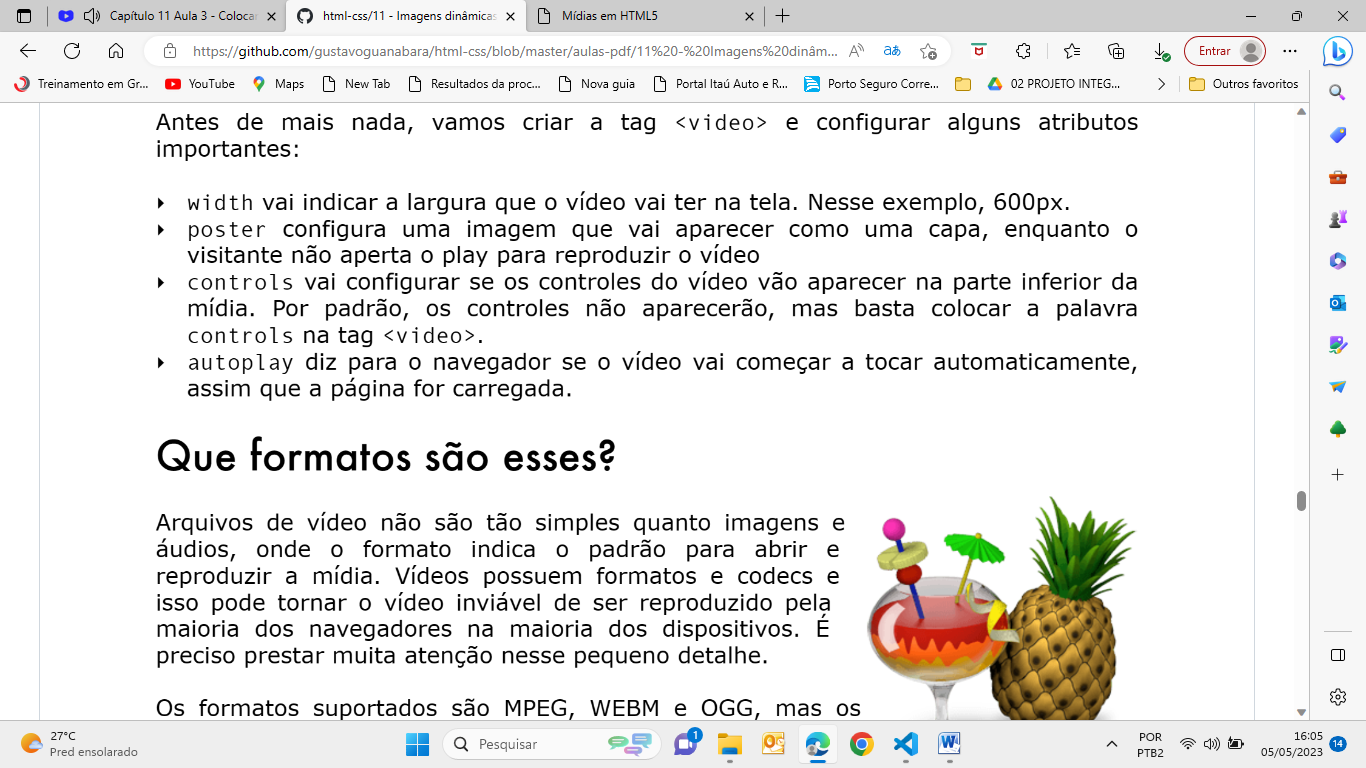 Capítulo 11 Aula 3 - Colocar
html-css/11 - Imagens dinâmicas
Mídias em HTML5
https://github.com/gustavoguanabara/html-css/blob/master/aulas-pdf/11%20-%20Imagens%20dinâm...
Entrar
Treinamento em Gr...
YouTube
Maps
New Tab
Resultados da proc...
Nova guia
Portal Itaú Auto e R...
Porto Seguro Corre...
02 PROJETO INTEG...
Outros favoritos
Antes de mais nada, vamos criar a tag <video> e configurar alguns atributos
importantes:
width vai indicar a largura que o vídeo vai ter na tela. Nesse exemplo, 600px.
poster configura uma imagem que vai aparecer como uma capa, enquanto o
visitante não aperta o play para reproduzir o vídeo
controls vai configurar se os controles do vídeo vão aparecer na parte inferior da
mídia. Por padrão, os controles não aparecerão, mas basta colocar a palavra
controls na tag <video>.
autoplay diz para o navegador se o vídeo vai começar a tocar automaticamente,
assim que a página for carregada.
Que formatos são esses?
Arquivos de vídeo não são tão simples quanto imagens e
áudios, onde o formato indica o padrão para abrir e
reproduzir a mídia. Vídeos possuem formatos e codecs e
isso pode tornar o vídeo inviável de ser reproduzido pela
maioria dos navegadores na maioria dos dispositivos. É
preciso prestar muita atenção nesse pequeno detalhe.
Os formatos suportados são MPEG, WEBM e OGG, mas os
27°C
Pred ensolarado
Pesquisar
1
POR
PTB2
16:05
05/05/2023
14